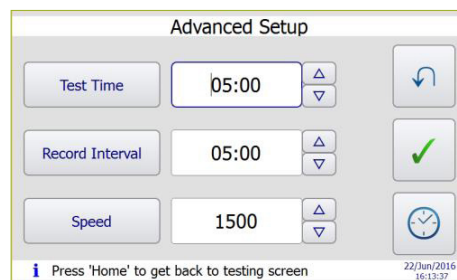 Advanced Setup
Test Time 05:00
Record Interval 05:00
Speed 1500
i Press 'Home' to get back to testing screen
22/Jun/2016
16:13:37